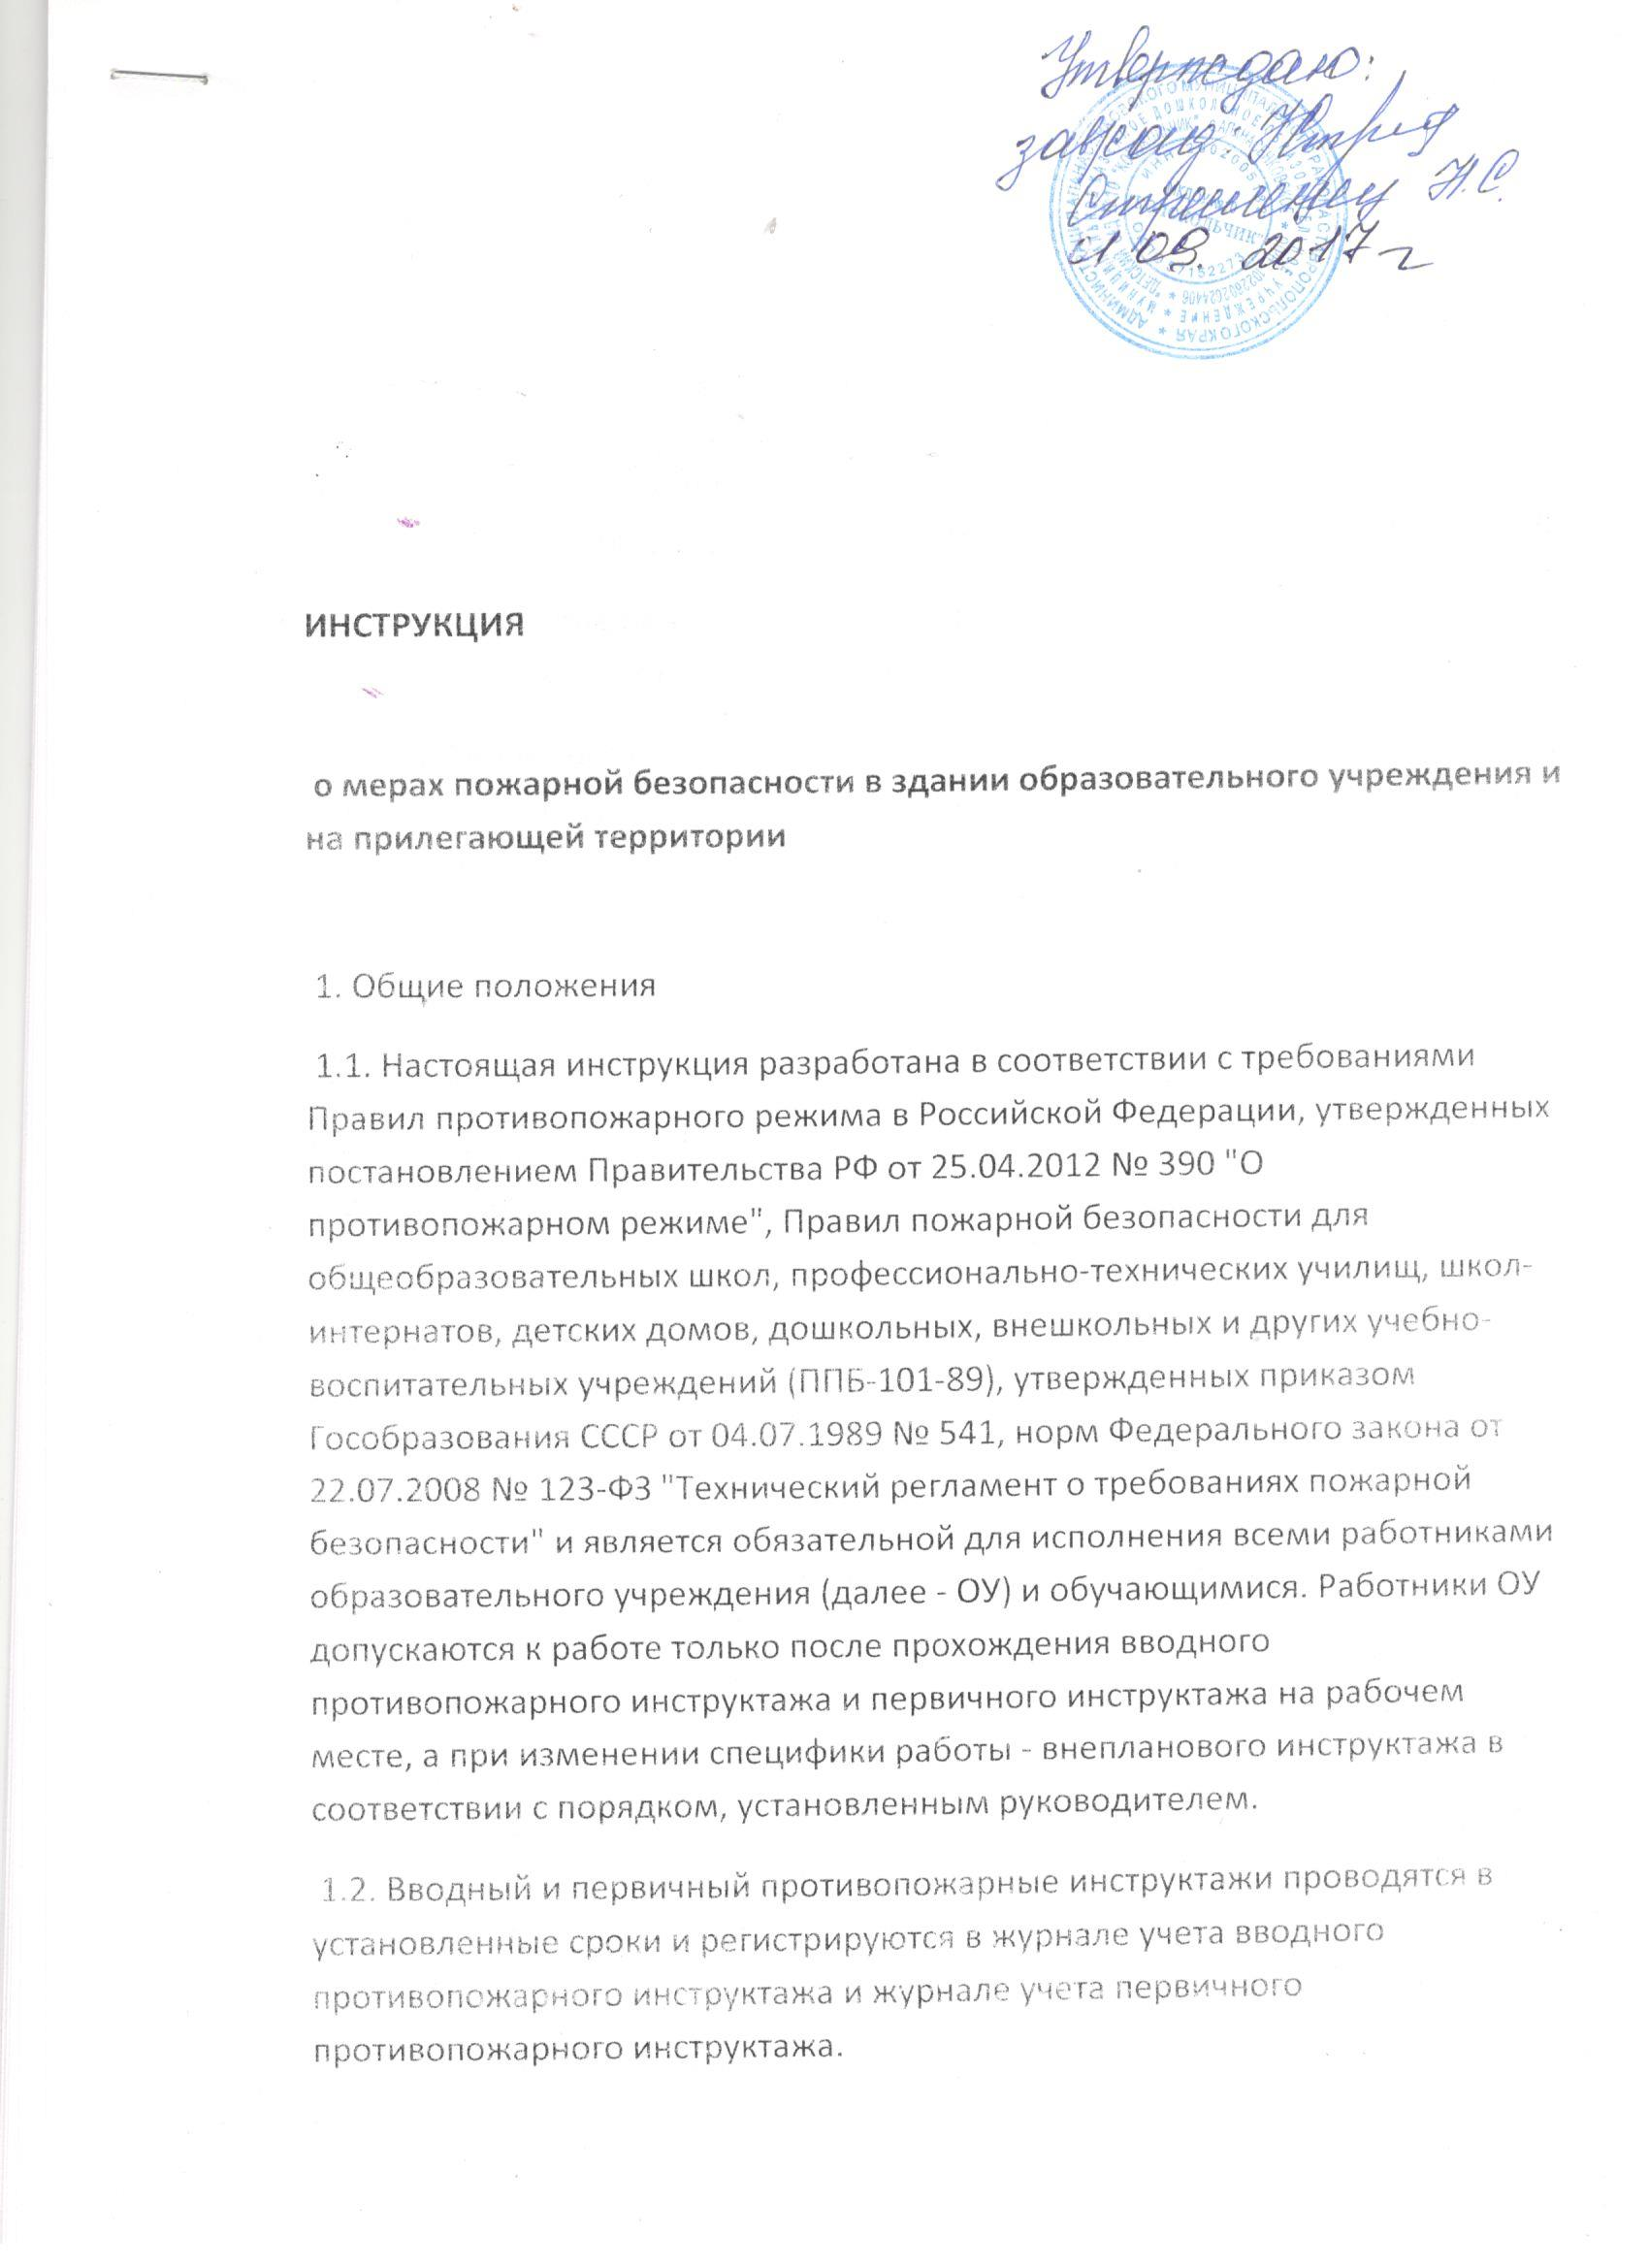 Утверждаю:
Н.С.
1 09. 2017 г
ИНСТРУКЦИЯ
о мерах пожарной безопасности в здании образовательного учреждения и
на прилегающей территории
1. Общие положения
1.1. Настоящая инструкция разработана в соответствии с требованиями
Правил противопожарного режима в Российской Федерации, утвержденных
постановлением Правительства РФ от 25.04.2012 № 390 "О
противопожарном режиме", Правил пожарной безопасности для
общеобразовательных школ, профессионально-технических училищ, школ-
интернатов, детских домов, дошкольных, внешкольных и других учебно-
воспитательных учреждений (ППБ-101-89), утвержденных приказом
Гособразования СССР от 04.07.1989 № 541, норм Федерального закона от
22.07.2008 № 123-ФЗ "Технический регламент о требованиях пожарной
безопасности" и является обязательной для исполнения всеми работниками
образовательного учреждения (далее - ОУ) и обучающимися. Работники ОУ
допускаются к работе только после прохождения вводного
противопожарного инструктажа и первичного инструктажа на рабочем
месте, а при изменении специфики работы - внепланового инструктажа в
соответствии с порядком, установленным руководителем.
1.2. Вводный и первичный противопожарные инструктажи проводятся в
установленные сроки и регистрируются в журнале учета вводного
противопожарного инструктажа и журнале учета первичного
противопожарного инструктажа.